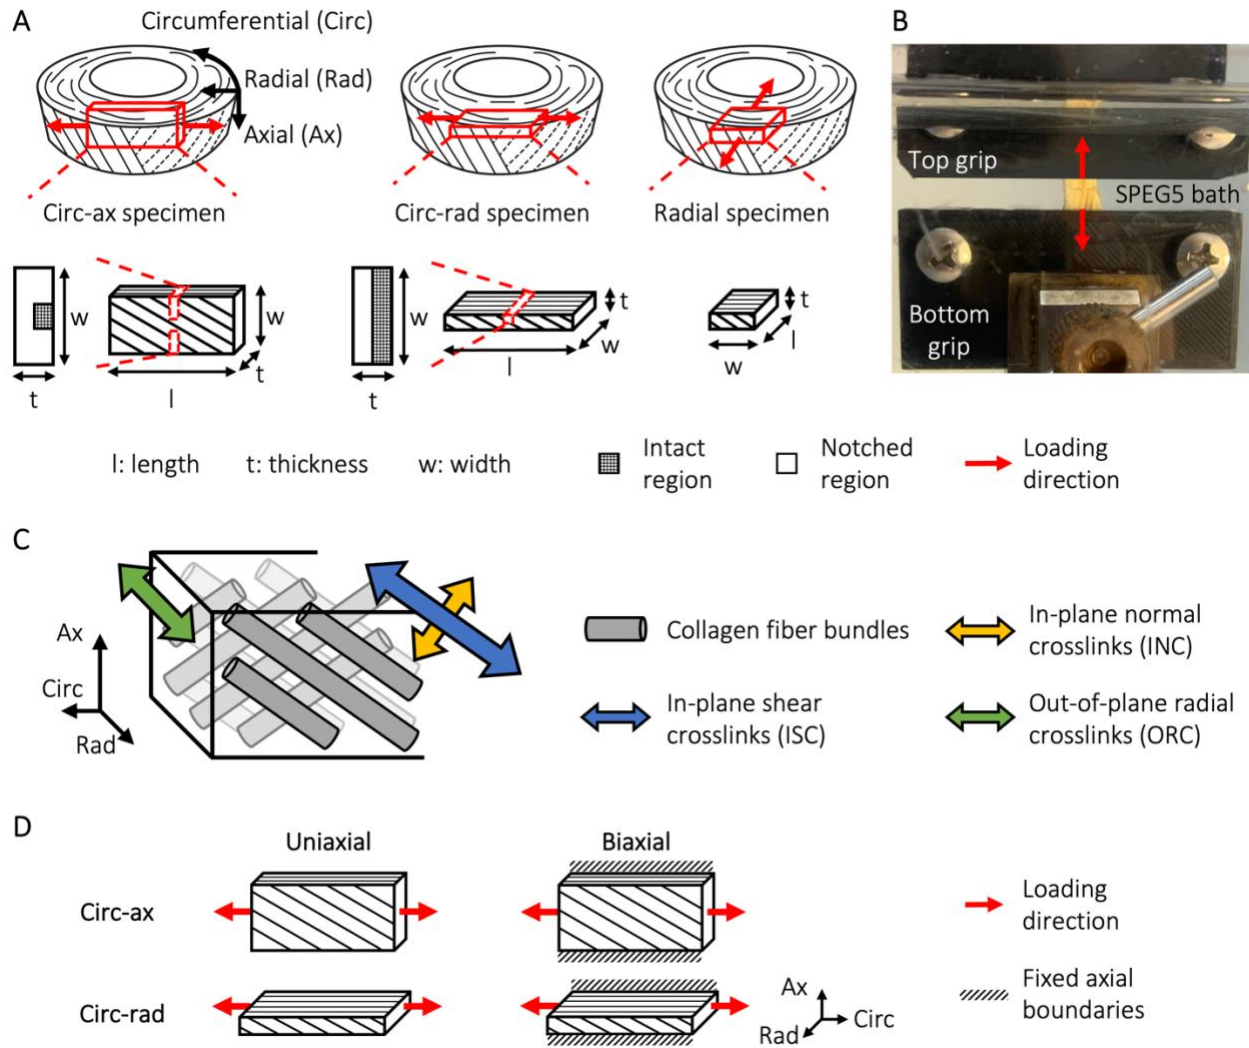 A
Circumferential (Circ)
Radial (Rad)
Axial (Ax)
Circ-ax specimen
Circ-rad specimen
Radial specimen
w
t
w
t
l
w
t
t
w
l
t
l
w
B
Top grip
SPEG5 bath
Bottom
grip
l: length
t: thickness
w: width
Intact
region
Notched
region
Loading
direction
C
Ax
Circ
Rad
Collagen fiber bundles
In-plane normal
crosslinks (INC)
In-plane shear
crosslinks (ISC)
Out-of-plane radial
crosslinks (ORC)
D
Uniaxial
Biaxial
Circ-ax
Circ-rad
Ax
Circ
Rad
Loading
direction
Fixed axial
boundaries